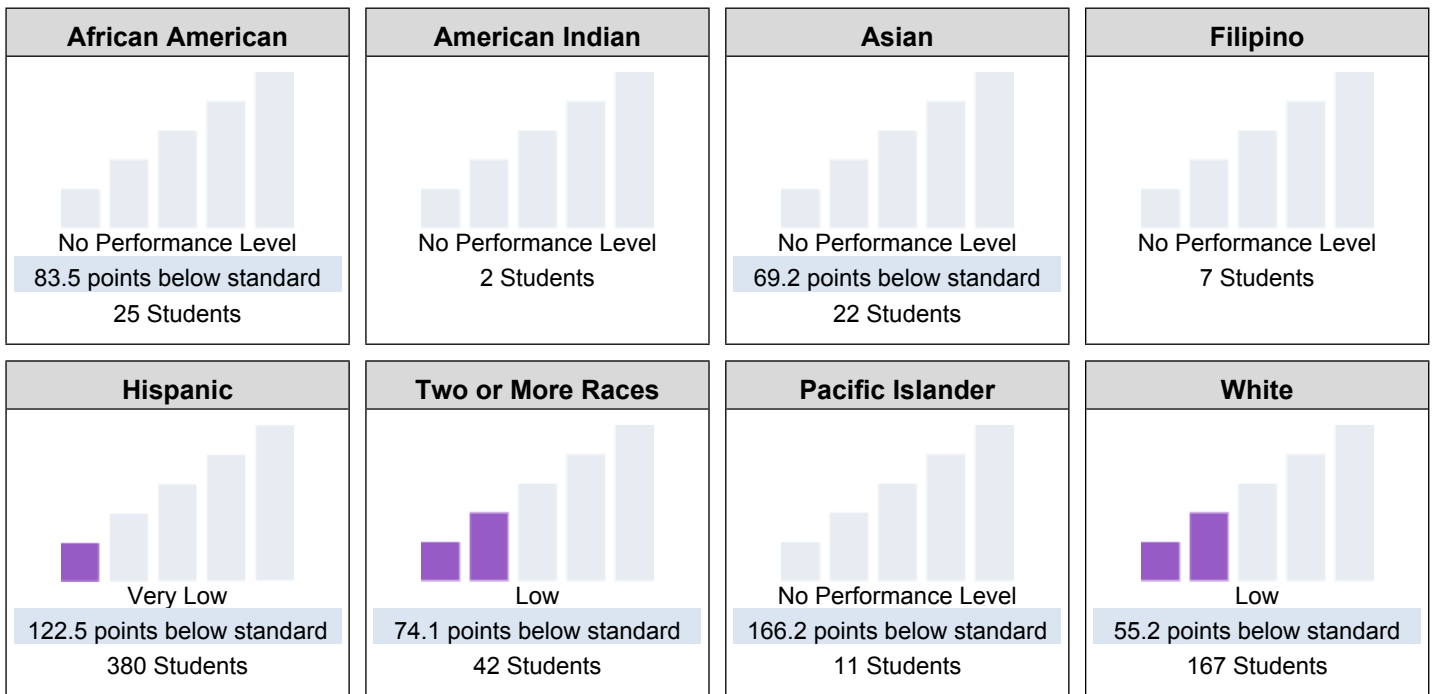 African American
No Performance Level
83.5 points below standard
25 Students
American Indian
No Performance Level
2 Students
Asian
No Performance Level
69.2 points below standard
22 Students
Filipino
No Performance Level
7 Students
Hispanic
Very Low
122.5 points below standard
380 Students
Two or More Races
Low
74.1 points below standard
42 Students
Pacific Islander
No Performance Level
166.2 points below standard
11 Students
White
Low
55.2 points below standard
167 Students